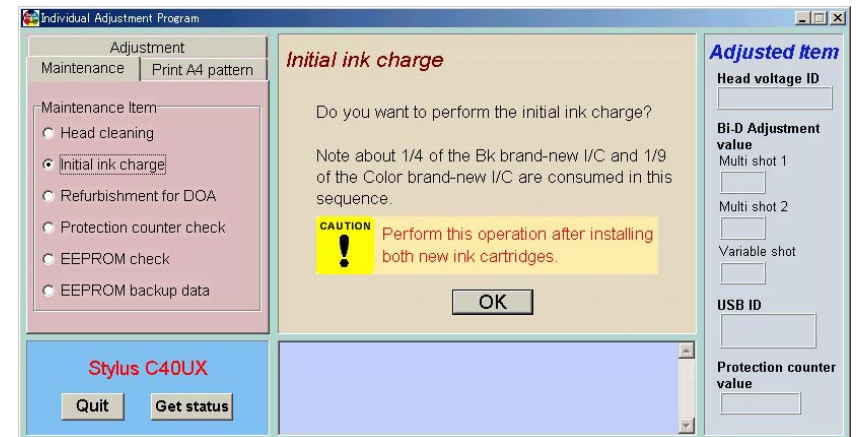 Individual Adjustment Program
Adjustment
Maintenance
Print A4 pattern
Maintenance Item
Head cleaning
Initial ink charge
Refurbishment for DOA
Protection counter check
EEPROM check
EEPROM backup data
Initial ink charge
Do you want to perform the initial ink charge?
Note about 1/4 of the Bk brand-new I/C and 1/9
of the Color brand-new I/C are consumed in this
sequence.
CAUTION
Perform this operation after installing
both new ink cartridges.
OK
Adjusted Item
Head voltage ID
Bi-D Adjustment
value
Multi shot 1
Multi shot 2
Variable shot
USB ID
Protection counter
value
Stylus C40UX
Quit
Get status